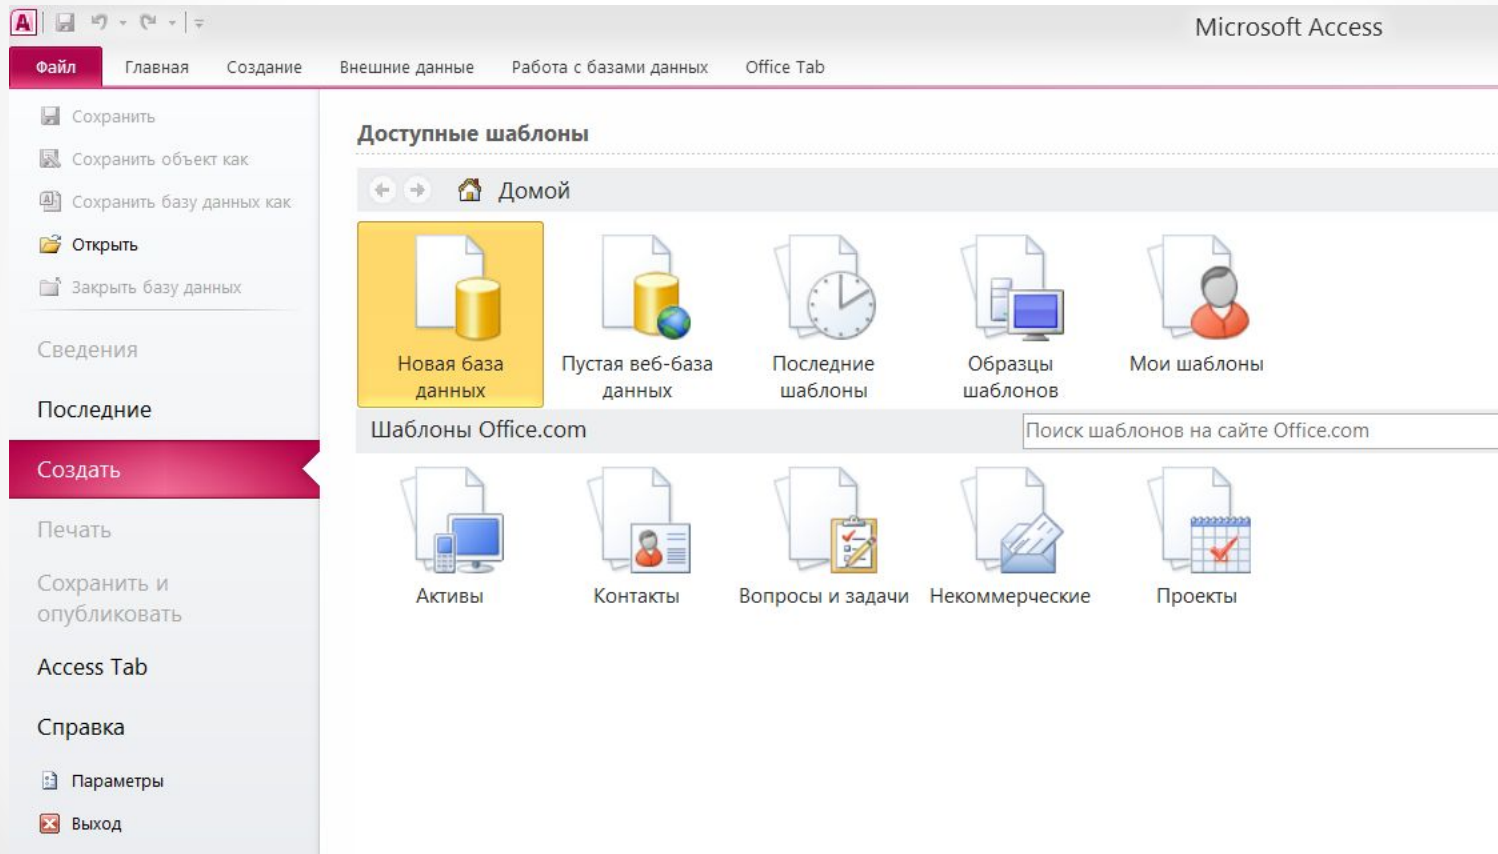 Microsoft Access
Файл Главная Создание Внешние данные Работа с базами данных Office Tab
Сохранить
Сохранить объект как
Сохранить базу данных как
Открыть
Закрыть базу данных
Сведения
Последние
Создать
Печать
Сохранить и
опубликовать
Access Tab
Справка
Параметры
Выход
Доступные шаблоны
Домой
Новая база
данных
Пустая веб-база
данных
Последние
шаблоны
Образцы
шаблонов
Мои шаблоны
Шаблоны Office.com
Поиск шаблонов на сайте Office.com
Активы
Контакты
Вопросы и задачи
Некоммерческие
Проекты